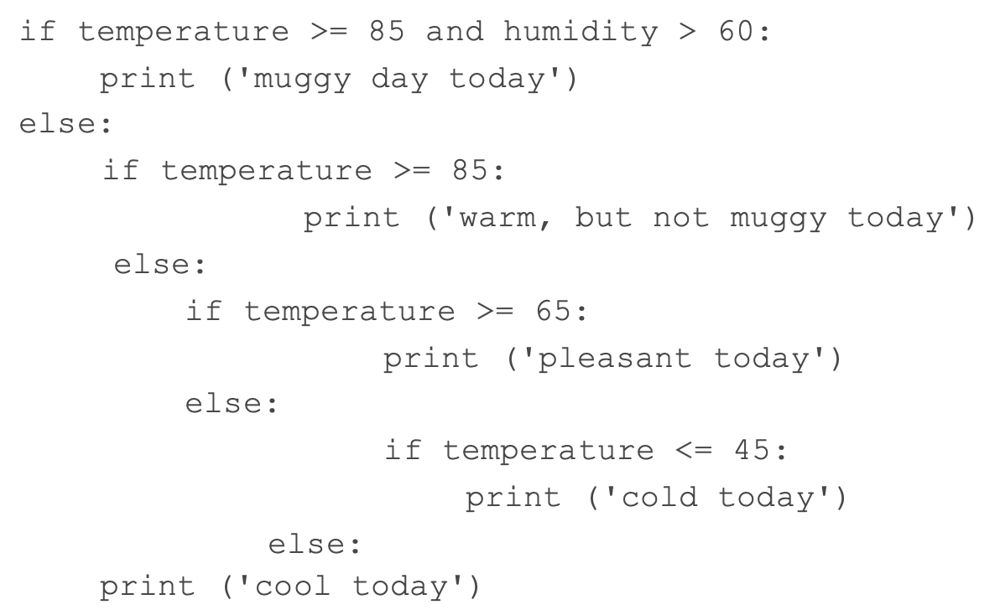 if temperature >= 85 and humidity > 60:
    print ('muggy day today')
else:
    if temperature >= 85:
              print ('warm, but not muggy today')
     else:
        if temperature >= 65:
                  print ('pleasant today')
        else:
                  if temperature <= 45:
                      print ('cold today')
            else:
    print ('cool today')